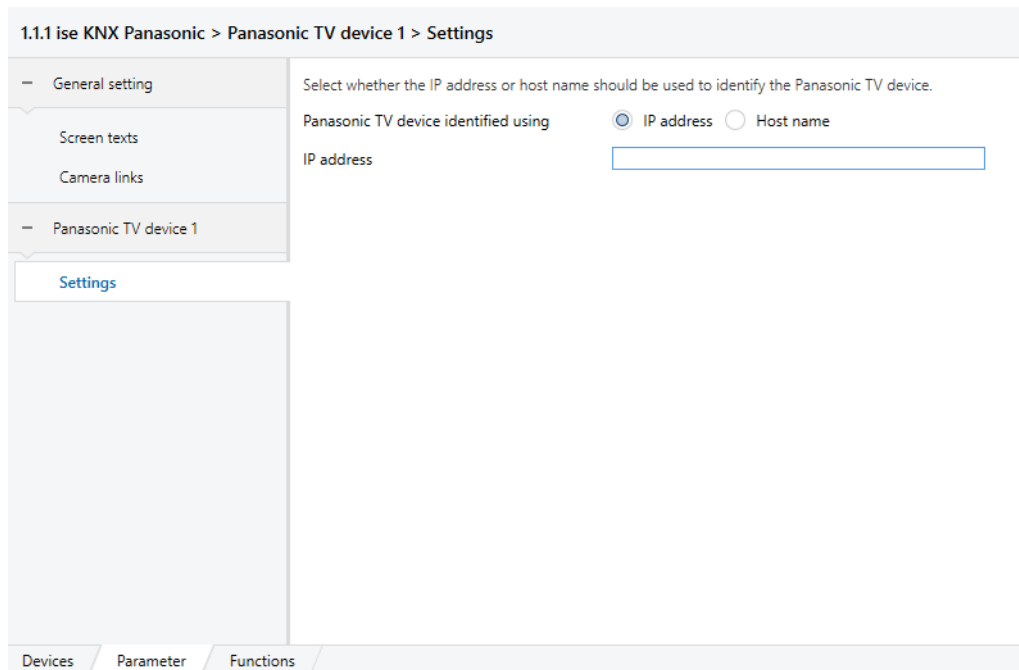 1.1.1 ise KNX Panasonic > Panasonic TV device 1 > Settings
– General setting
Screen texts
Camera links
– Panasonic TV device 1
Settings
Select whether the IP address or host name should be used to identify the Panasonic TV device.
Panasonic TV device identified using IP address Host name
IP address
Devices Parameter Functions